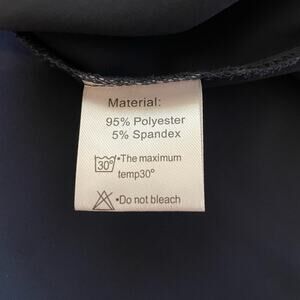 Material:
95% Polyester
5% Spandex
30° •The maximum
temp30°
•Do not bleach